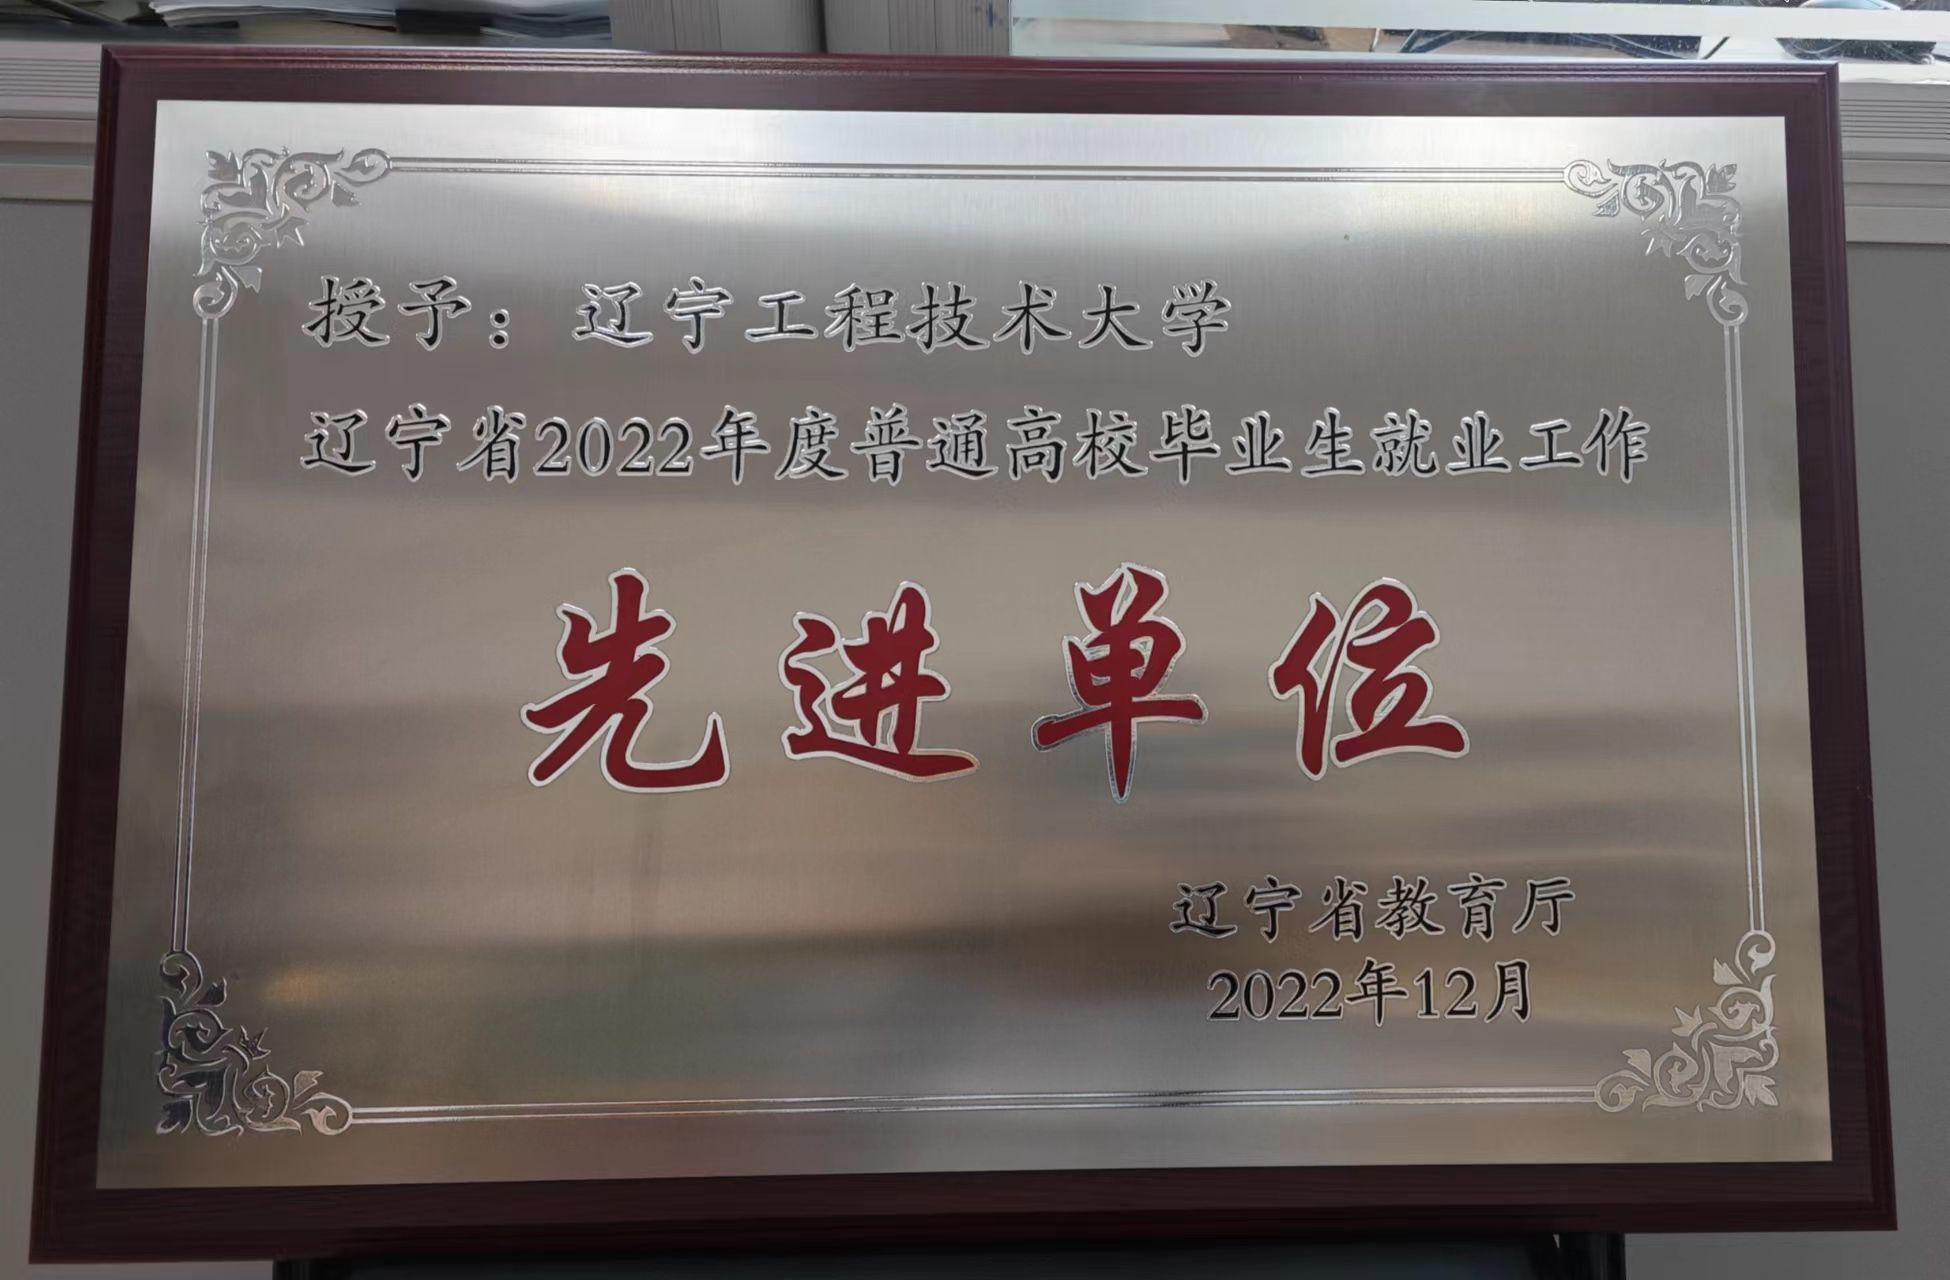 授予：辽宁工程技术大学
辽宁省2022年度普通高校毕业生就业工作
先进单位
辽宁省教育厅
2022年12月